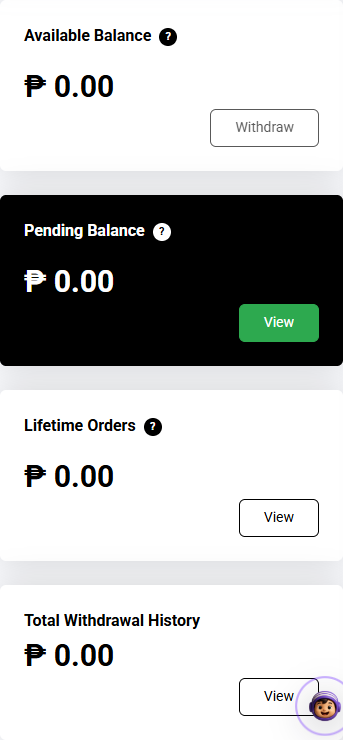 Available Balance ?
₱ 0.00
Withdraw
Pending Balance ?
₱ 0.00
View
Lifetime Orders ?
₱ 0.00
View
Total Withdrawal History
₱ 0.00
View